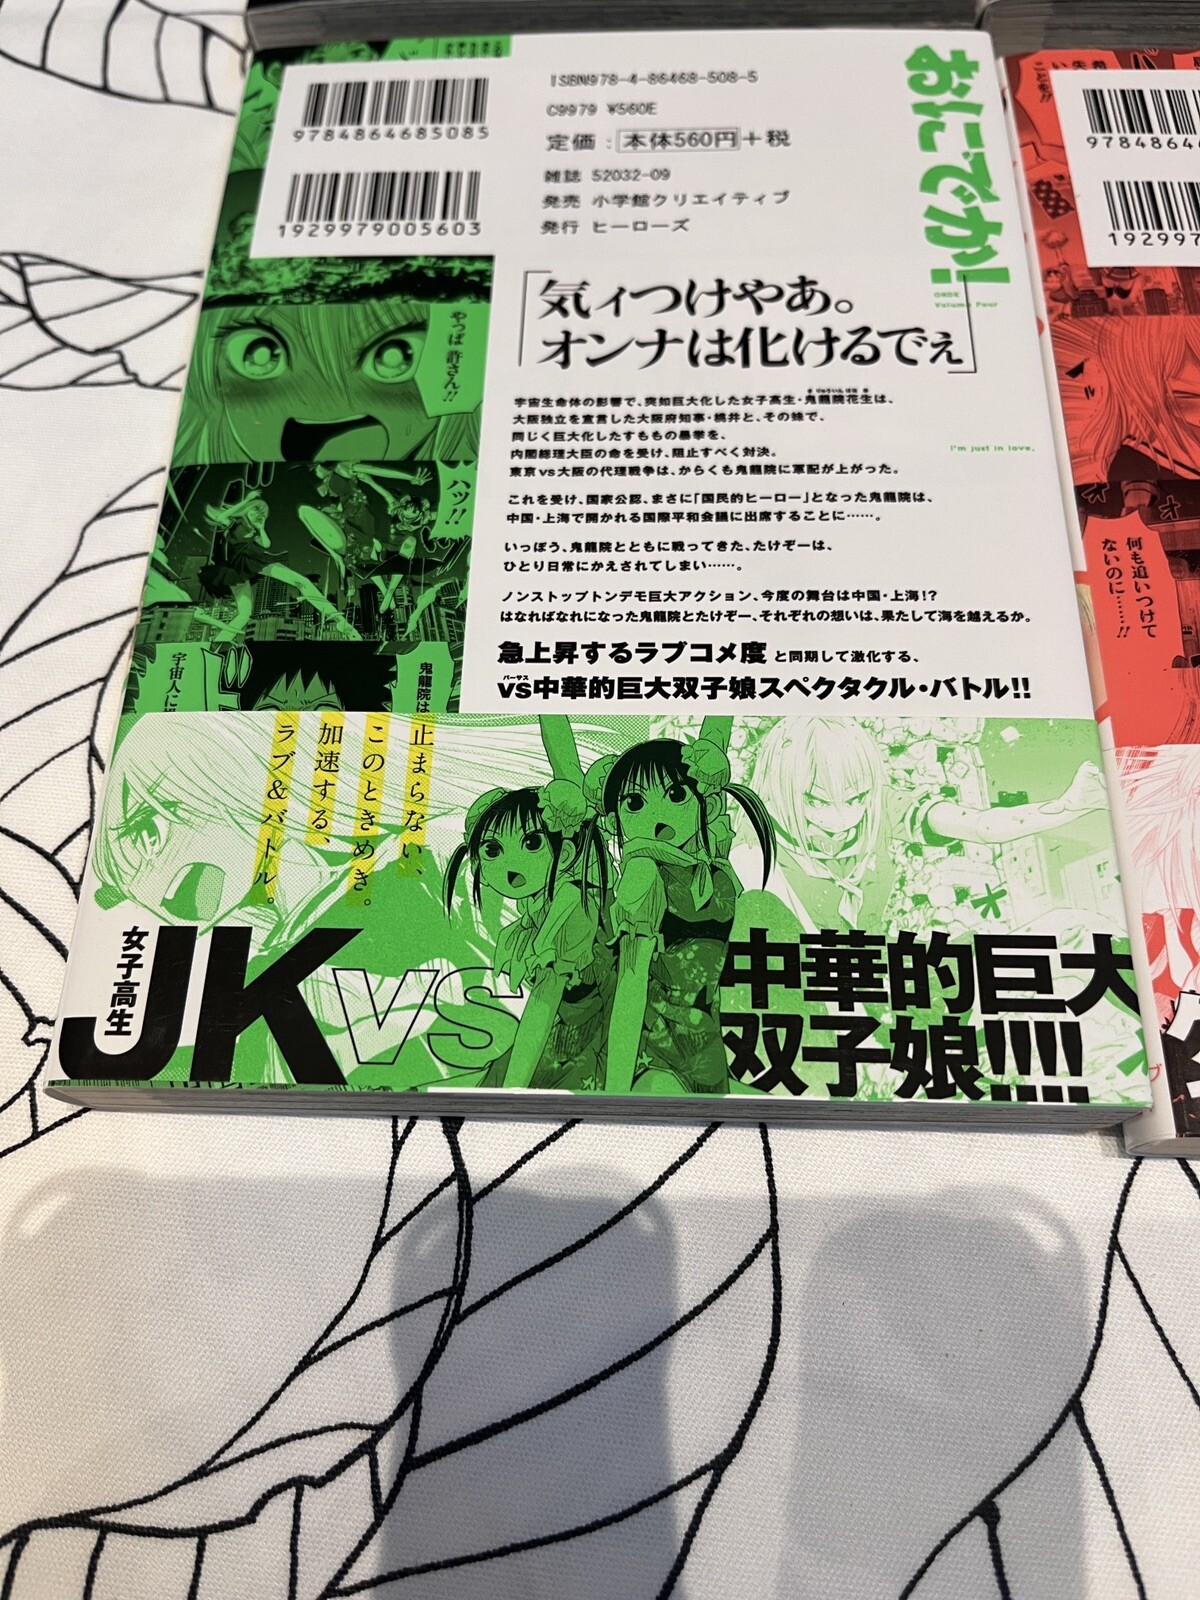 ISBN978-4-86468-508-5
C9979 ¥560E
定価：本体560円+税
雑誌 52032-09
発売 小学館クリエイティブ
発行 ヒーローズ
9784864685085
1929979005603
おにでか!
ONDK
Volume Four
「気ィつけやあ。
オンナは化けるでぇ」
宇宙生命体の影響で、突如巨大化した女子高生・鬼龍院花生は、
大阪独立を宣言した大阪府知事・桃井と、その妹で、
同じく巨大化したすももの暴挙を、
内閣総理大臣の命を受け、阻止すべく対決。
東京vs大阪の代理戦争は、からくも鬼龍院に軍配が上がった。
これを受け、国家公認、まさに「国民的ヒーロー」となった鬼龍院は、
中国・上海で開かれる国際平和会議に出席することに……。
いっぽう、鬼龍院とともに戦ってきた、たけぞーは、
ひとり日常にかえされてしまい……。
ノンストップトンデモ巨大アクション、今度の舞台は中国・上海!?
はなればなれになった鬼龍院とたけぞー、それぞれの想いは、果たして海を越えるか。
急上昇するラブコメ度と同期して激化する、
バーサス
vs中華的巨大双子娘スペクタクル・バトル!!
I'm just in love.
やっぱ 許さん!!
ハッ!!
鬼龍院は
宇宙人に
止まらない、
このときめき。
加速する、
ラブ&バトル。
女子高生
JK vs
中華的巨大
双子娘!!!!
何も追いつけて
ないのに……!!